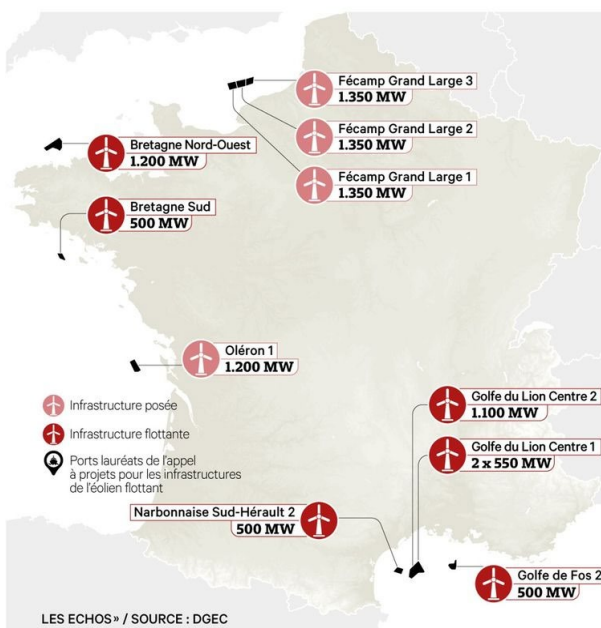 Fécamp Grand Large 3
1.350 MW
Fécamp Grand Large 2
1.350 MW
Fécamp Grand Large 1
1.350 MW
Bretagne Nord-Ouest
1.200 MW
Bretagne Sud
500 MW
Oléron 1
1.200 MW
Infrastructure posée
Infrastructure flottante
Ports lauréats de l'appel
à projets pour les infrastructures
de l'éolien flottant
Golfe du Lion Centre 2
1.100 MW
Golfe du Lion Centre 1
2 x 550 MW
Narbonnaise Sud-Hérault 2
500 MW
Golfe de Fos 2
500 MW
LES ECHOS» / SOURCE : DGEC